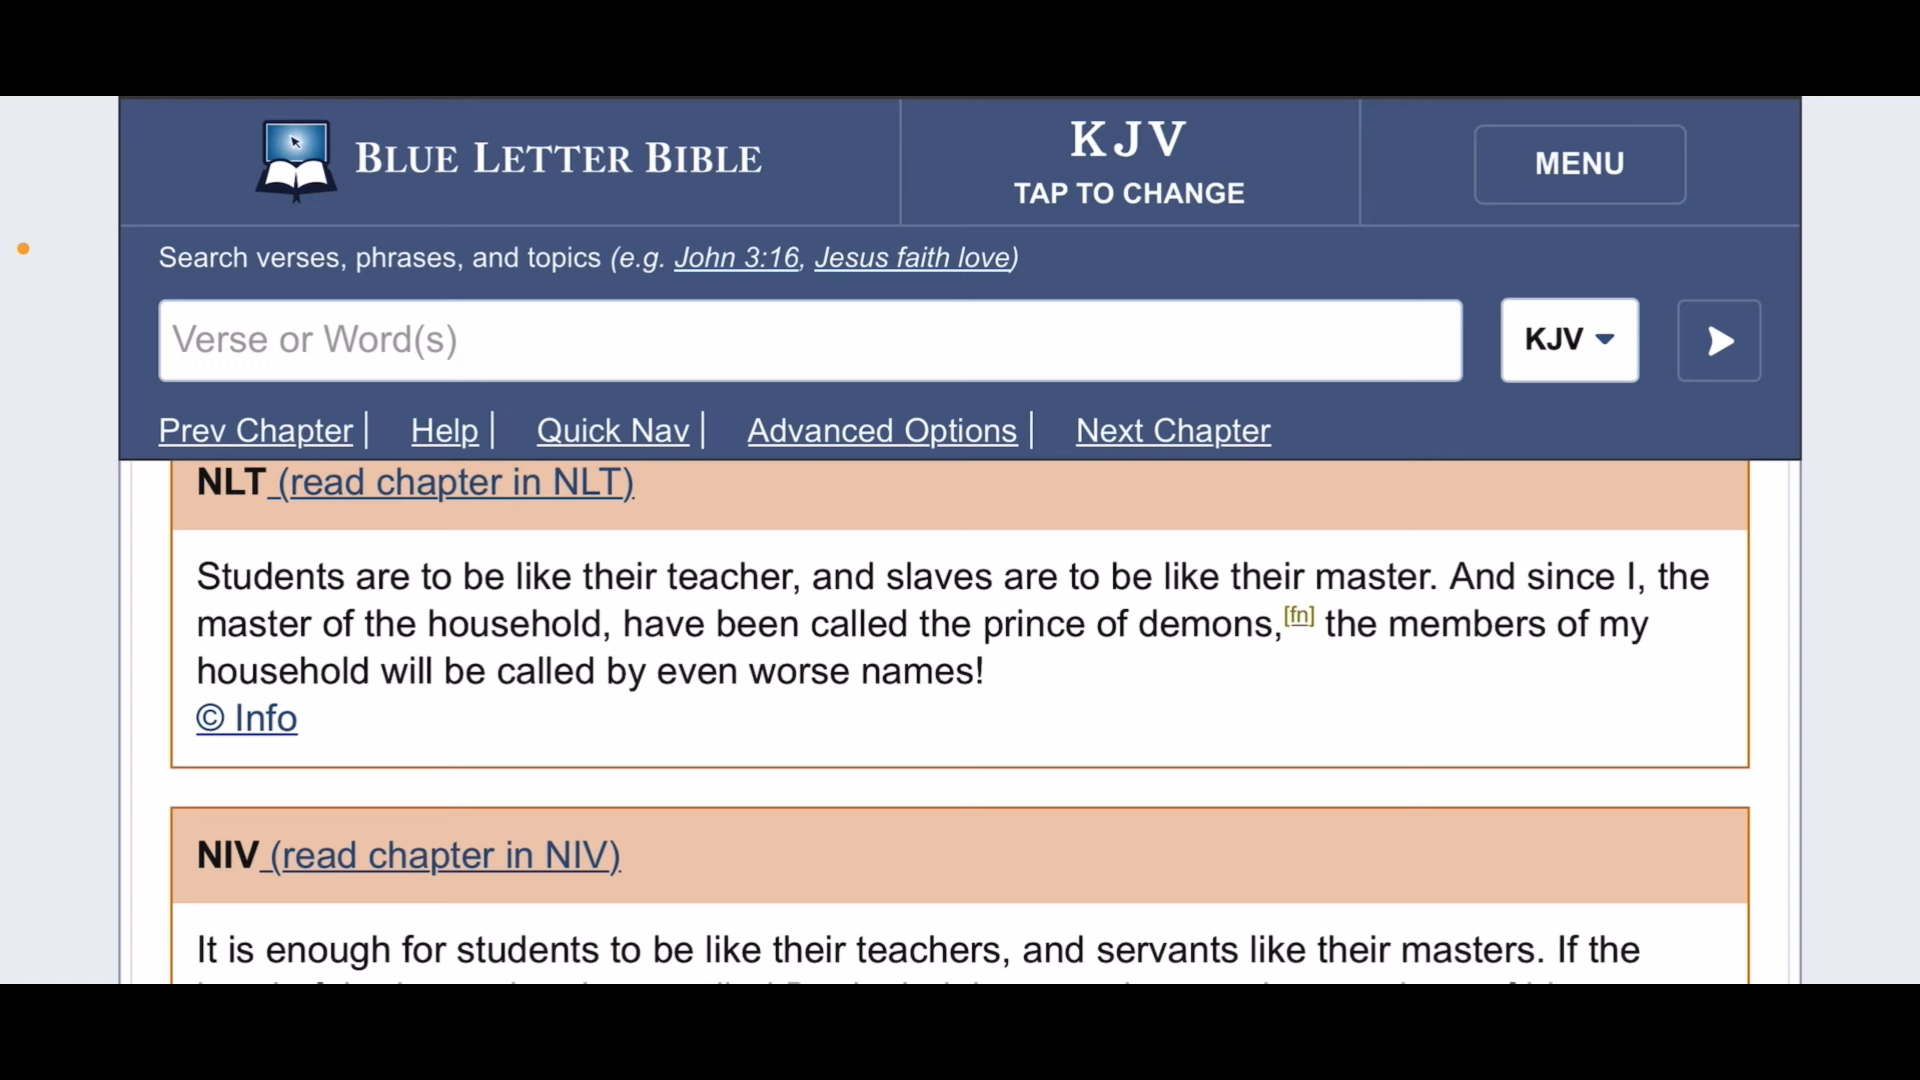 BLUE LETTER BIBLE
KJV
TAP TO CHANGE
MENU
Search verses, phrases, and topics (e.g. John 3:16, Jesus faith love)
Verse or Word(s)
KJV
Prev Chapter | Help | Quick Nav | Advanced Options | Next Chapter
NLT (read chapter in NLT)
Students are to be like their teacher, and slaves are to be like their master. And since I, the
master of the household, have been called the prince of demons,[fn] the members of my
household will be called by even worse names!
© Info
NIV (read chapter in NIV)
It is enough for students to be like their teachers, and servants like their masters. If the